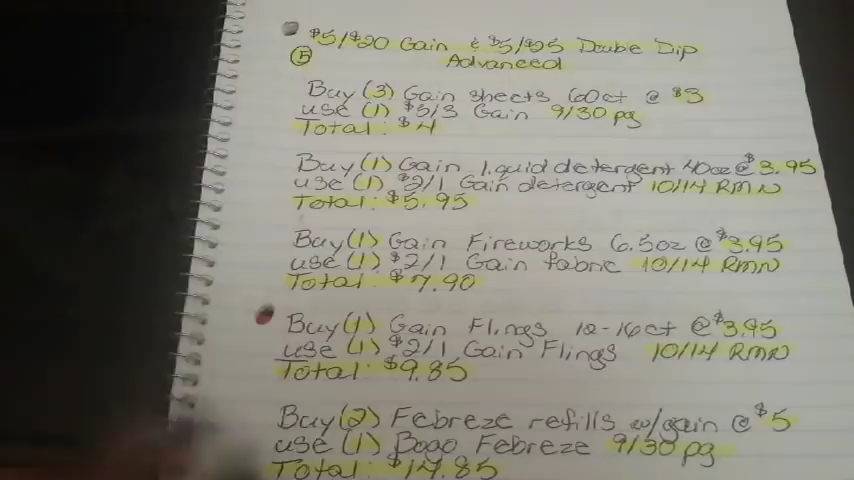 $5/$20 Gain & $5/$25 Double Dip
⑤ Advanced
Buy (3) Gain sheets 60ct @ $3
use (1) $5/3 Gain 9/30 pg
Total: $4
Buy (1) Gain liquid detergent 40oz @ $3.95
use (1) $2/1 Gain detergent 10/14 RMN
Total: $5.95
Buy (1) Gain Fireworks 6.5oz @ $3.95
use (1) $2/1 Gain fabric 10/14 RMN
Total: $7.90
Buy (1) Gain Flings 12-16ct @ $3.95
use (1) $2/1 Gain Flings 10/14 RMN
Total: $9.85
Buy (2) Febreze refills w/gain @ $5
use (1) Bogo Febreze 9/30 pg
Total: $14.85